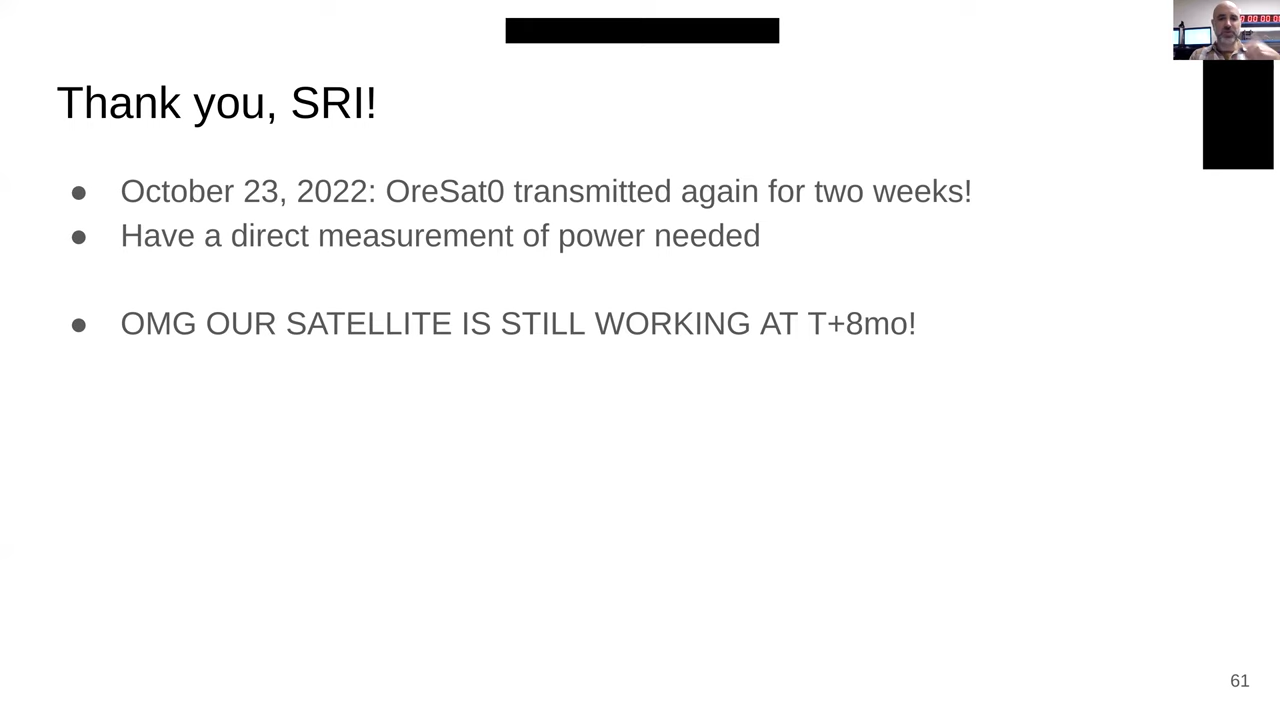 Thank you, SRI!
● October 23, 2022: OreSat0 transmitted again for two weeks!
● Have a direct measurement of power needed
● OMG OUR SATELLITE IS STILL WORKING AT T+8mo!
61